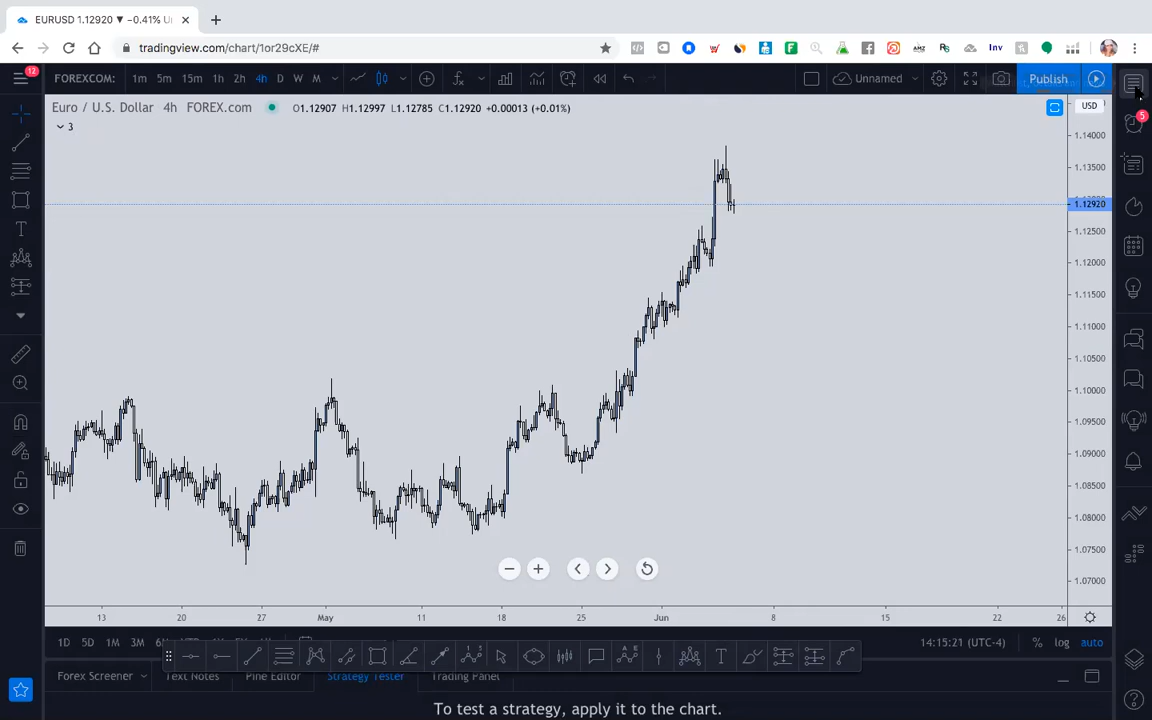 EURUSD 1.12920 ▼ −0.41% Un
tradingview.com/chart/1or29cXE/#
12
FOREXCOM: 1m 5m 15m 1h 2h 4h D W M Unnamed Publish
Euro / U.S. Dollar 4h FOREX.com O1.12907 H1.12997 L1.12785 C1.12920 +0.00013 (+0.01%)
USD
3
5
1.14000
1.13500
1.12920
1.12500
1.12000
1.11500
1.11000
1.10500
1.10000
1.09500
1.09000
1.08500
1.08000
1.07500
1.07000
13 20 27 May 11 18 25 Jun 8 15 22 26
1D 5D 1M 3M 14:15:21 (UTC-4) % log auto
Forex Screener Text Notes Pine Editor Strategy Tester Trading Panel
To test a strategy, apply it to the chart.